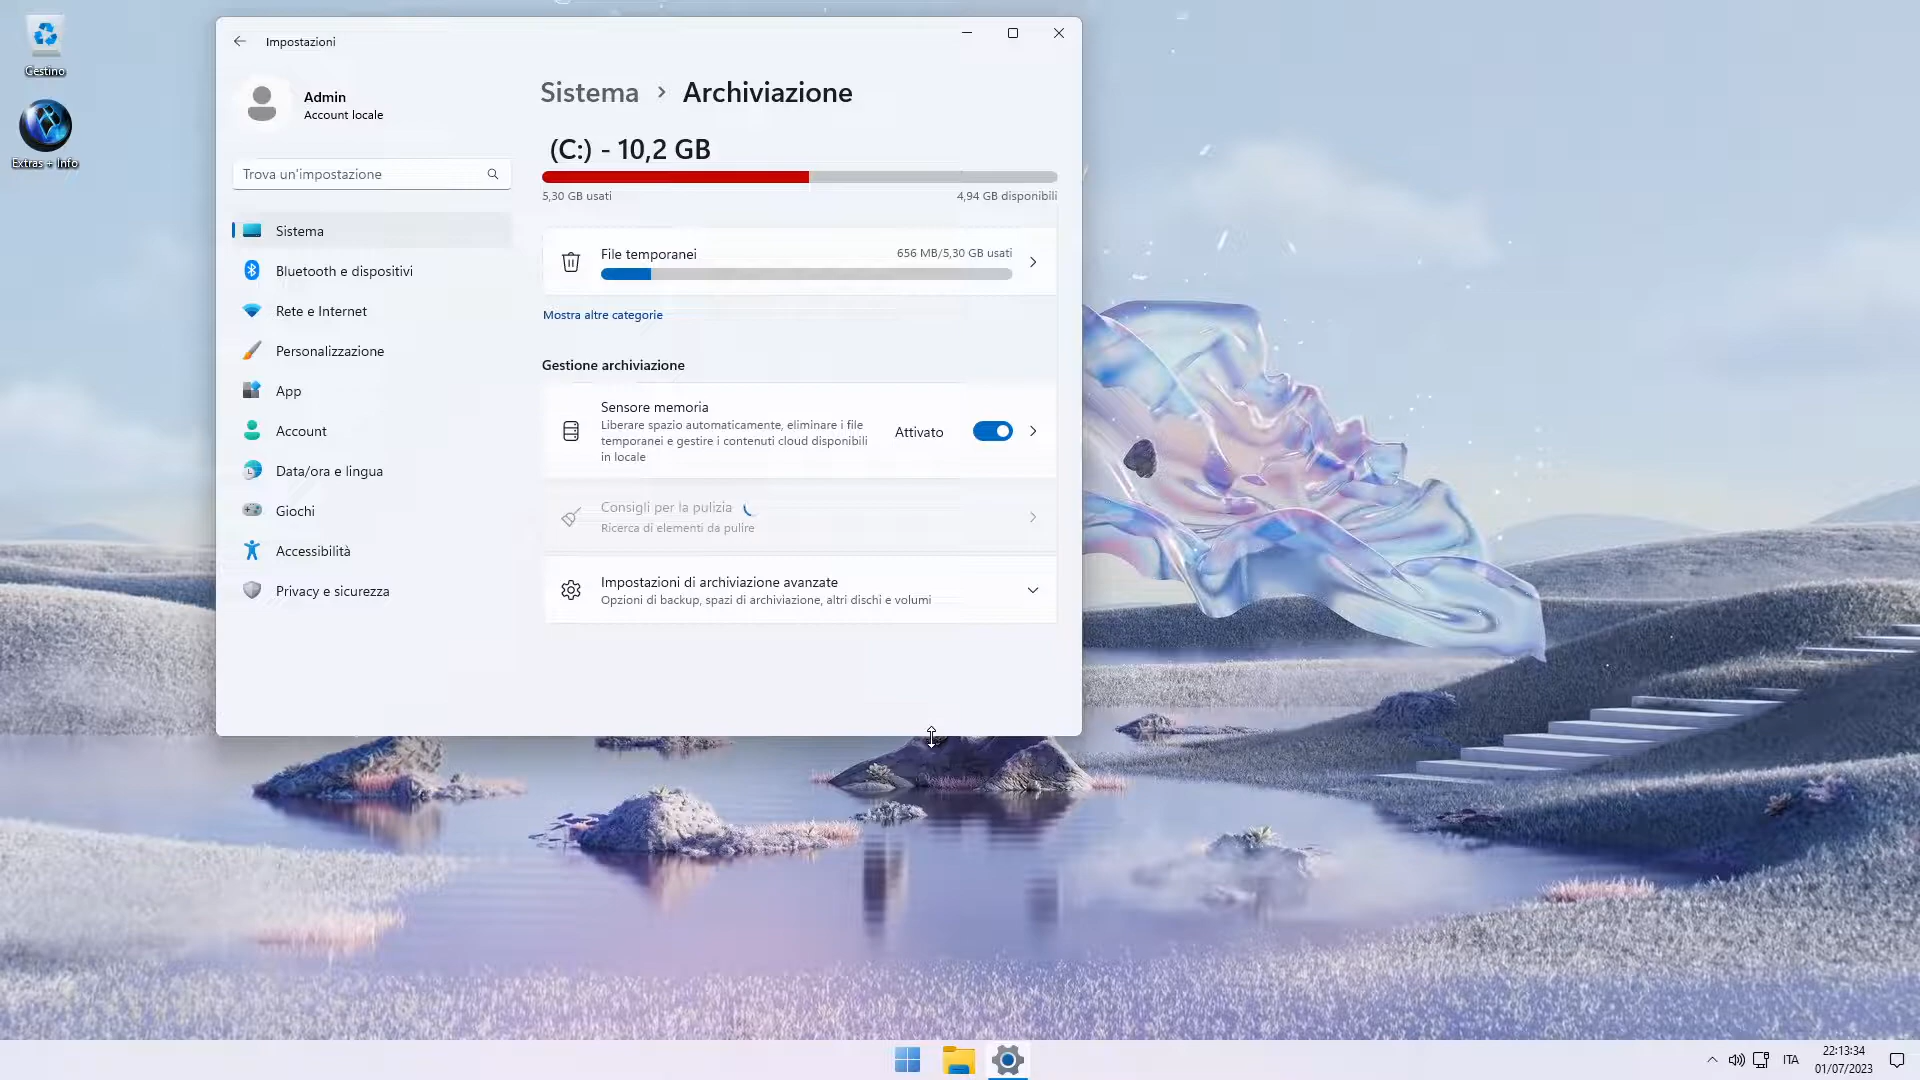 Cestino
Extras + Info
Impostazioni
Admin
Account locale
Trova un'impostazione
Sistema
Bluetooth e dispositivi
Rete e Internet
Personalizzazione
App
Account
Data/ora e lingua
Giochi
Accessibilità
Privacy e sicurezza
Sistema > Archiviazione
(C:) - 10,2 GB
5,30 GB usati 4,94 GB disponibili
File temporanei 656 MB/5,30 GB usati
Mostra altre categorie
Gestione archiviazione
Sensore memoria
Liberare spazio automaticamente, eliminare i file
temporanei e gestire i contenuti cloud disponibili
in locale
Attivato
Consigli per la pulizia
Ricerca di elementi da pulire
Impostazioni di archiviazione avanzate
Opzioni di backup, spazi di archiviazione, altri dischi e volumi
ITA
22:13:34
01/07/2023